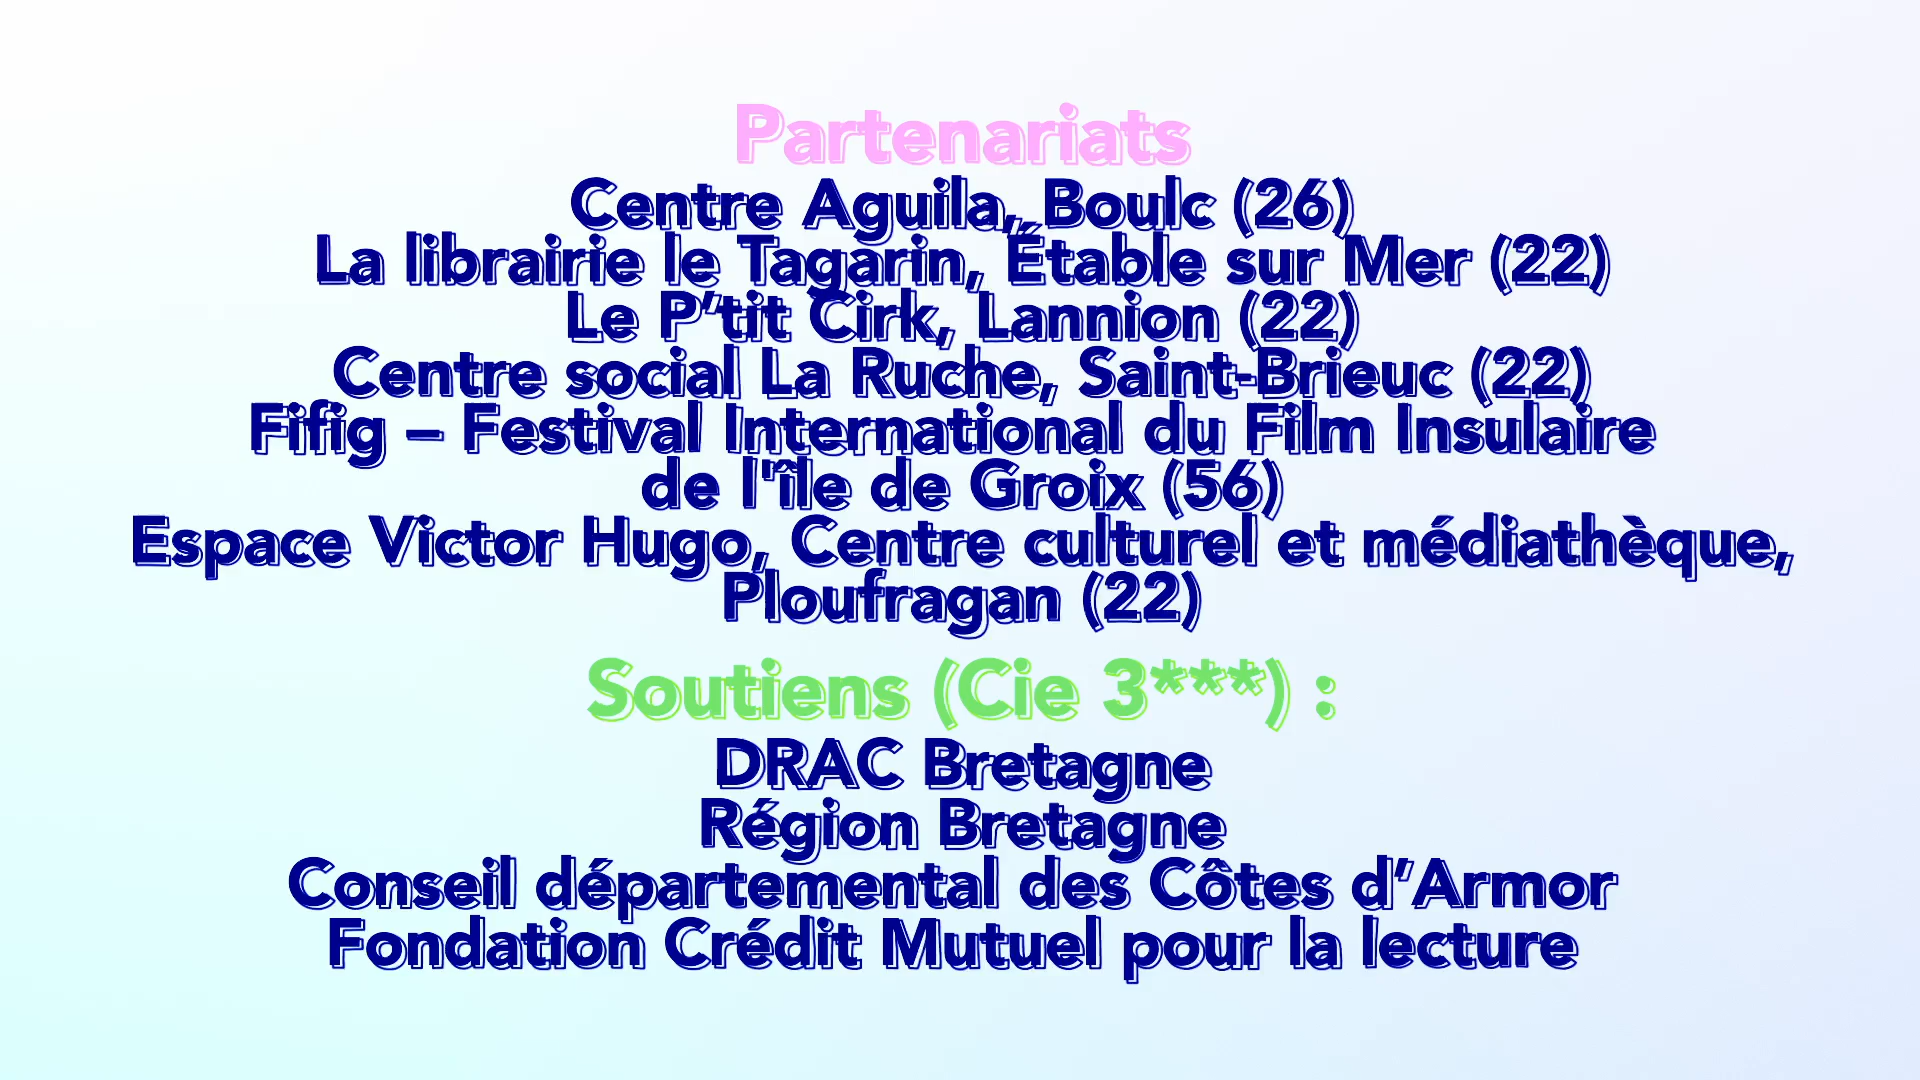 Partenariats
Centre Aguila, Boulc (26)
La librairie le Tagarin, Étable sur Mer (22)
Le P’tit Cirk, Lannion (22)
Centre social La Ruche, Saint-Brieuc (22)
Fifig – Festival International du Film Insulaire
de l'île de Groix (56)
Espace Victor Hugo, Centre culturel et médiathèque,
Ploufragan (22)
Soutiens (Cie 3***) :
DRAC Bretagne
Région Bretagne
Conseil départemental des Côtes d’Armor
Fondation Crédit Mutuel pour la lecture